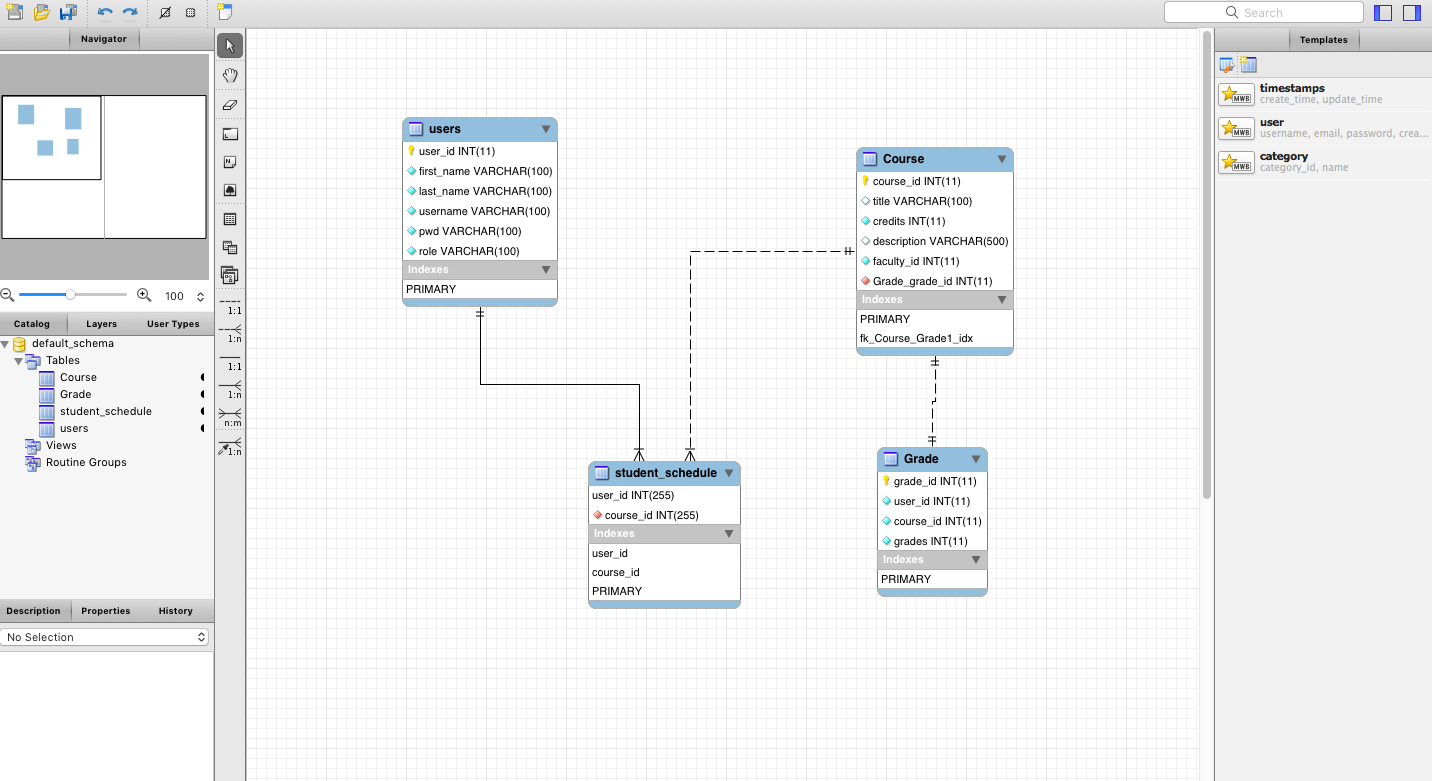 Search
Navigator
100
Catalog
Layers
User Types
default_schema
Tables
Course
Grade
student_schedule
users
Views
Routine Groups
Description
Properties
History
No Selection
1:1
1:n
1:1
1:n
n:m
1:n
users
user_id INT(11)
first_name VARCHAR(100)
last_name VARCHAR(100)
username VARCHAR(100)
pwd VARCHAR(100)
role VARCHAR(100)
Indexes
PRIMARY
Course
course_id INT(11)
title VARCHAR(100)
credits INT(11)
description VARCHAR(500)
faculty_id INT(11)
Grade_grade_id INT(11)
Indexes
PRIMARY
fk_Course_Grade1_idx
student_schedule
user_id INT(255)
course_id INT(255)
Indexes
user_id
course_id
PRIMARY
Grade
grade_id INT(11)
user_id INT(11)
course_id INT(11)
grades INT(11)
Indexes
PRIMARY
Templates
MWB
timestamps
create_time, update_time
MWB
user
username, email, password, crea...
MWB
category
category_id, name